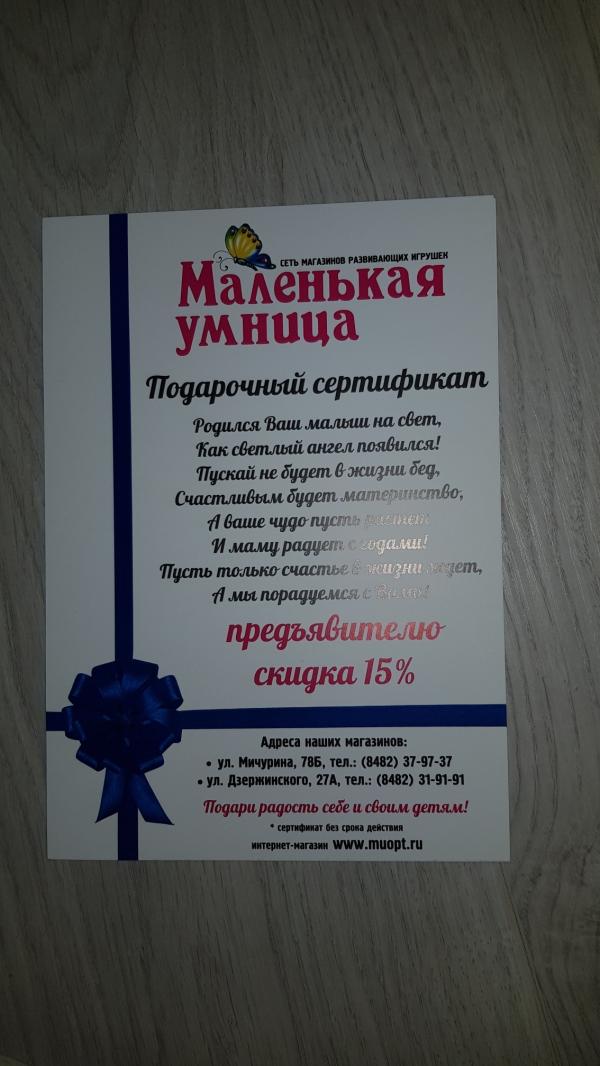 СЕТЬ МАГАЗИНОВ РАЗВИВАЮЩИХ ИГРУШЕК
Маленькая
умница
Подарочный сертификат
Родился Ваш малыш на свет,
Как светлый ангел появился!
Пускай не будет в жизни бед,
Счастливым будет материнство,
А ваше чудо пусть растет
И маму радует с годами!
Пусть только счастье в жизни ждет,
А мы порадуемся с Вами!
предъявителю
скидка 15%
Адреса наших магазинов:
• ул. Мичурина, 78Б, тел.: (8482) 37-97-37
• ул. Дзержинского, 27А, тел.: (8482) 31-91-91
Подари радость себе и своим детям!
* сертификат без срока действия
интернет-магазин www.muopt.ru